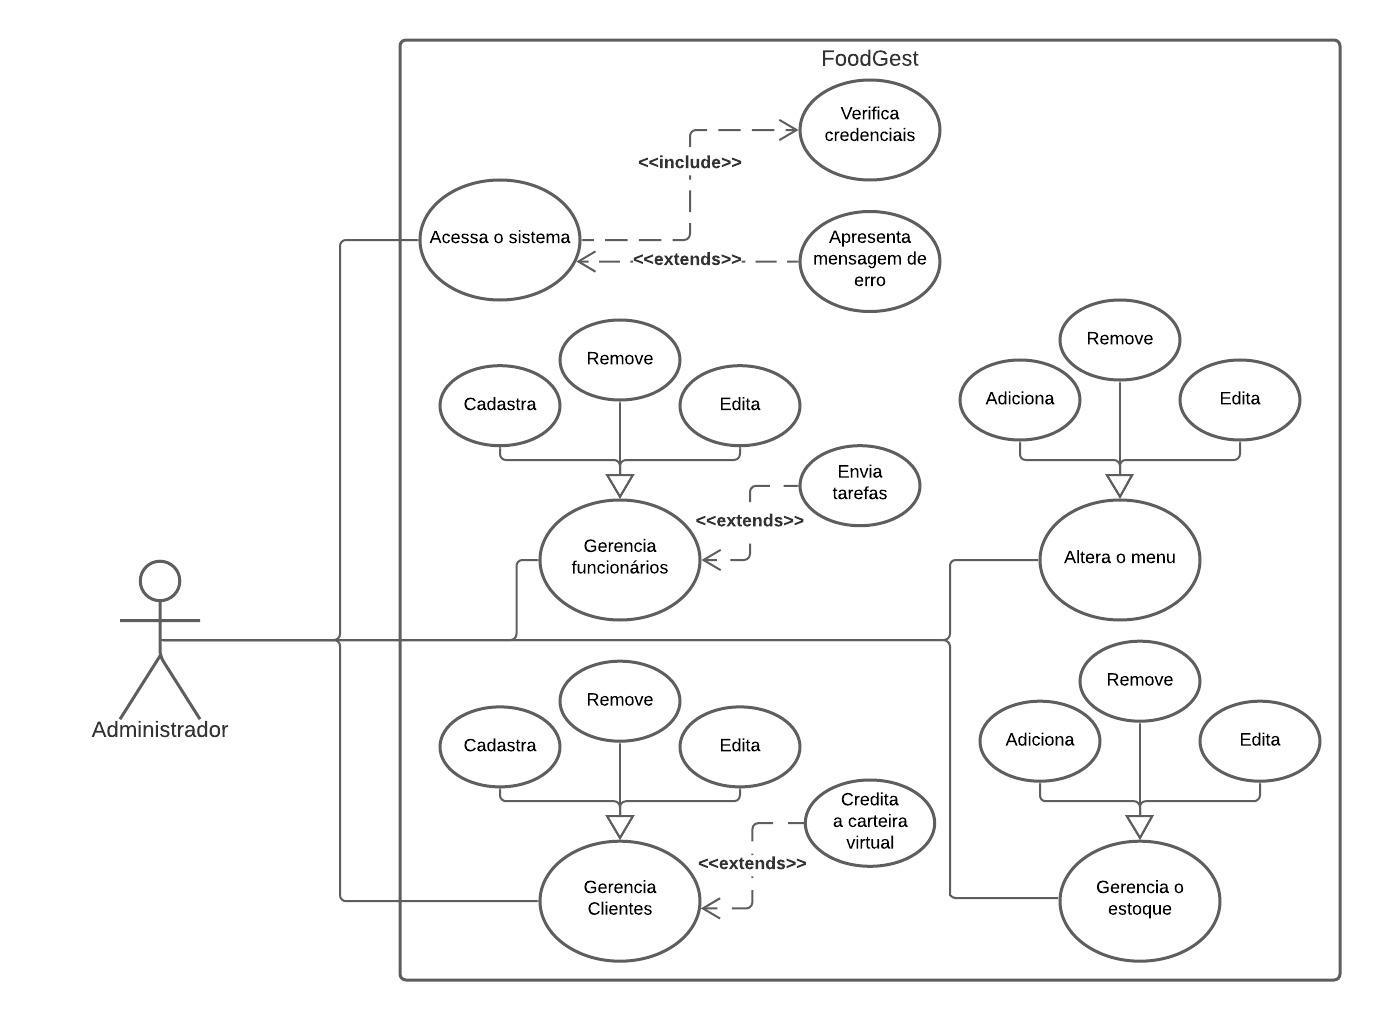 FoodGest
Verifica
credenciais
<<include>>
Acessa o sistema
Apresenta
mensagem de
erro
<<extends>>
Remove
Cadastra
Edita
Envia
tarefas
<<extends>>
Gerencia
funcionários
Remove
Adiciona
Edita
Altera o menu
Administrador
Remove
Cadastra
Edita
Credita
a carteira
virtual
<<extends>>
Gerencia
Clientes
Remove
Adiciona
Edita
Gerencia o
estoque